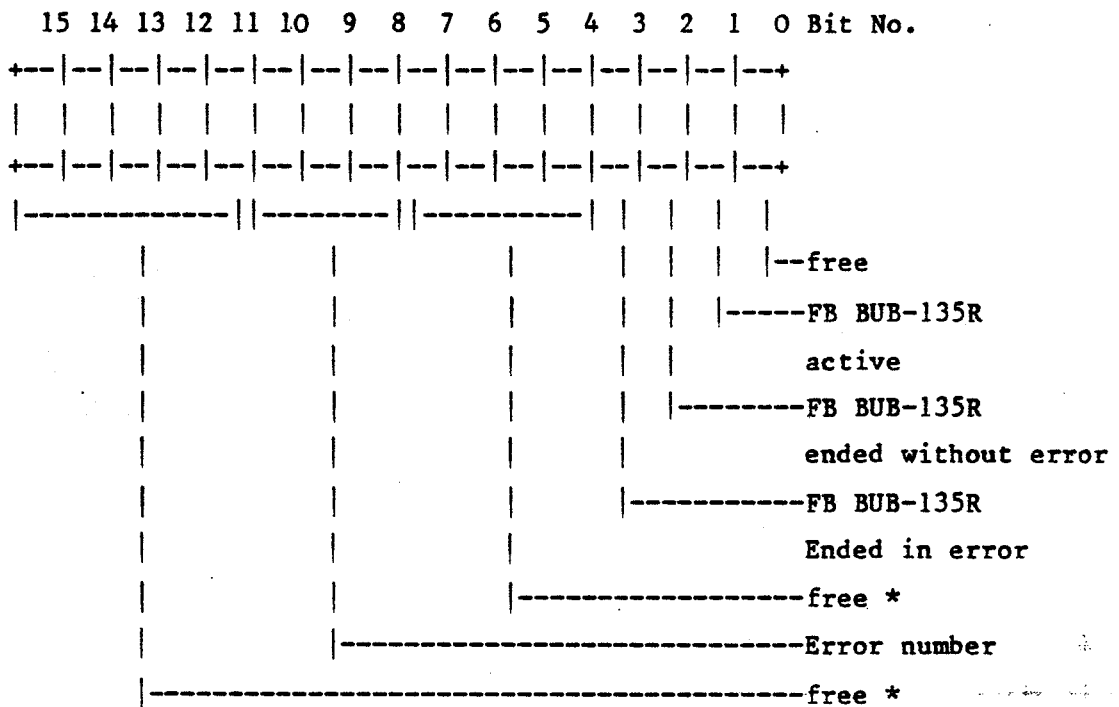 15 14 13 12 11 10 9 8 7 6 5 4 3 2 1 0 Bit No.
+--|--|--|--|--|--|--|--|--|--|--|--|--|--|--|--+
| | | | | | | | | | | | | | | | |
+--|--|--|--|--|--|--|--|--|--|--|--|--|--|--|--+
|-------------||---------||-----------| | | | |
| | | | | | |--free
| | | | | |-----FB BUB-135R
| | | | | active
| | | | |--------FB BUB-135R
| | | | ended without error
| | | |-----------FB BUB-135R
| | | Ended in error
| | |------------------free *
| |-----------------------------Error number
|-----------------------------------------free *